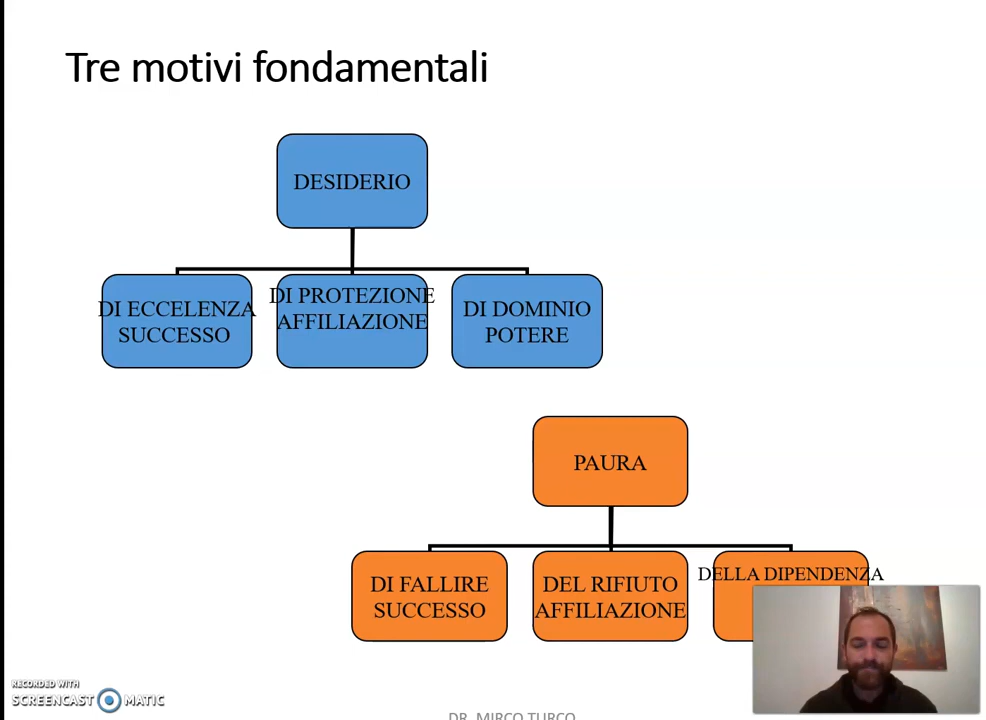 Tre motivi fondamentali
DESIDERIO
DI ECCELENZA
SUCCESSO
DI PROTEZIONE
AFFILIAZIONE
DI DOMINIO
POTERE
PAURA
DI FALLIRE
SUCCESSO
DEL RIFIUTO
AFFILIAZIONE
DELLA DIPENDENZA
RECORDED WITH
SCREENCAST MATIC
DR. MIRCO TURCO